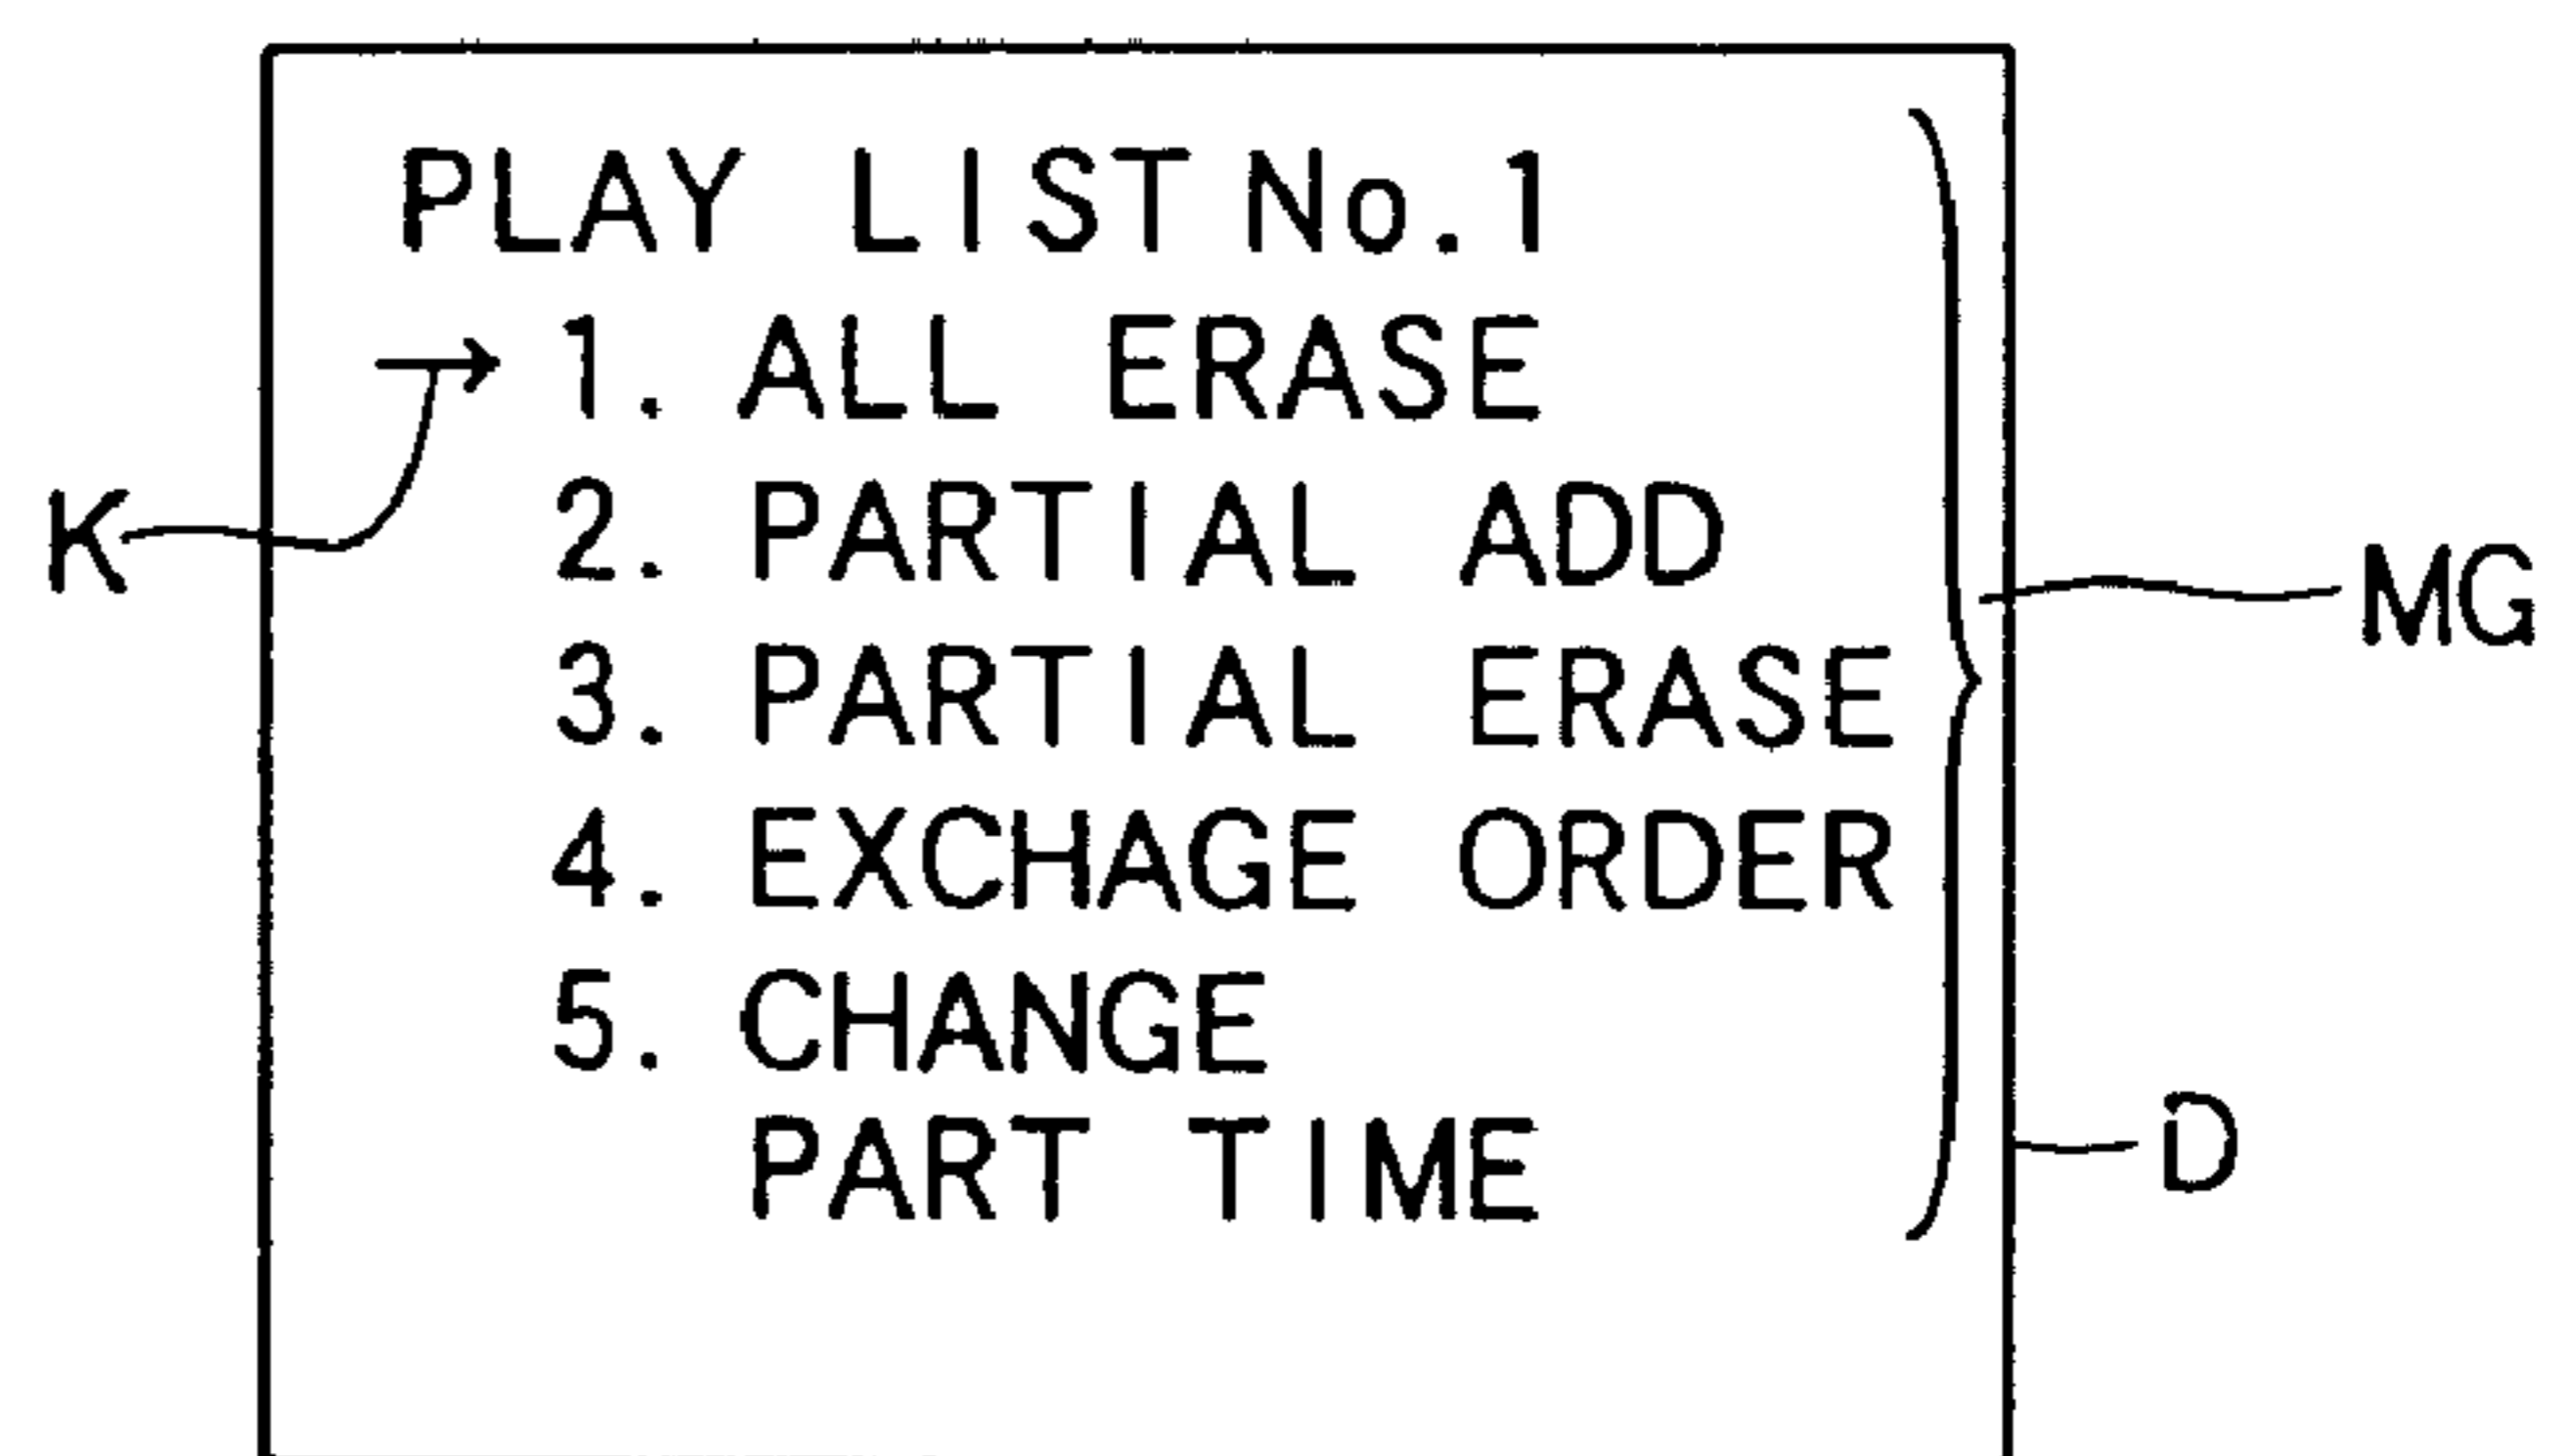 PLAY LIST No.1
→ 1. ALL ERASE
K
2. PARTIAL ADD
MG
3. PARTIAL ERASE
4. EXCHAGE ORDER
5. CHANGE
PART TIME
D